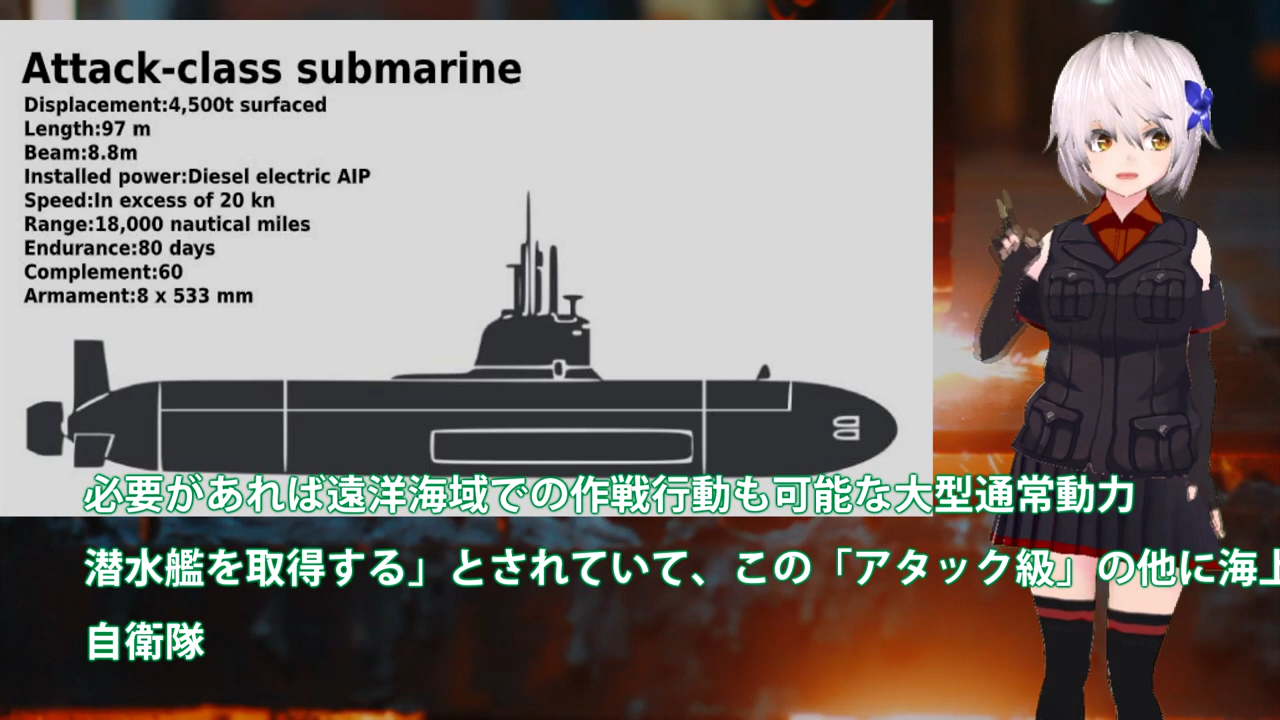 Attack-class submarine
Displacement:4,500t surfaced
Length:97 m
Beam:8.8m
Installed power:Diesel electric AIP
Speed:In excess of 20 kn
Range:18,000 nautical miles
Endurance:80 days
Complement:60
Armament:8 x 533 mm
必要があれば遠洋海域での作戦行動も可能な大型通常動力
潜水艦を取得する」とされていて、この「アタック級」の他に海上
自衛隊